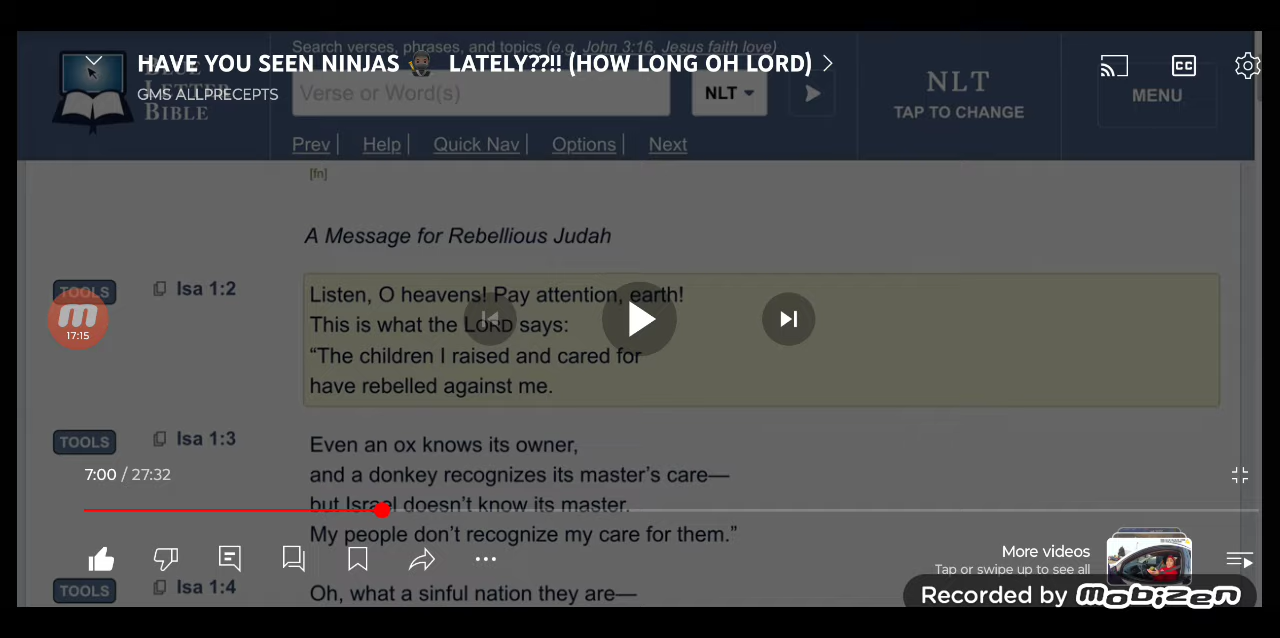 Search verses, phrases, and topics (e.g. John 3:16, Jesus faith love)
HAVE YOU SEEN NINJAS 🥷 LATELY??!! (HOW LONG OH LORD)
GMS ALLPRECEPTS
BLUE
LETTER
BIBLE
Verse or Word(s)
NLT
NLT
TAP TO CHANGE
MENU
Prev | Help | Quick Nav | Options | Next
[fn]
A Message for Rebellious Judah
TOOLS Isa 1:2
Listen, O heavens! Pay attention, earth!
This is what the LORD says:
“The children I raised and cared for
have rebelled against me.
m
17:15
TOOLS Isa 1:3
Even an ox knows its owner,
and a donkey recognizes its master’s care—
but Israel doesn’t know its master.
My people don’t recognize my care for them.”
7:00 / 27:32
More videos
Tap or swipe up to see all
TOOLS Isa 1:4
Oh, what a sinful nation they are—
Recorded by mobizen
CC